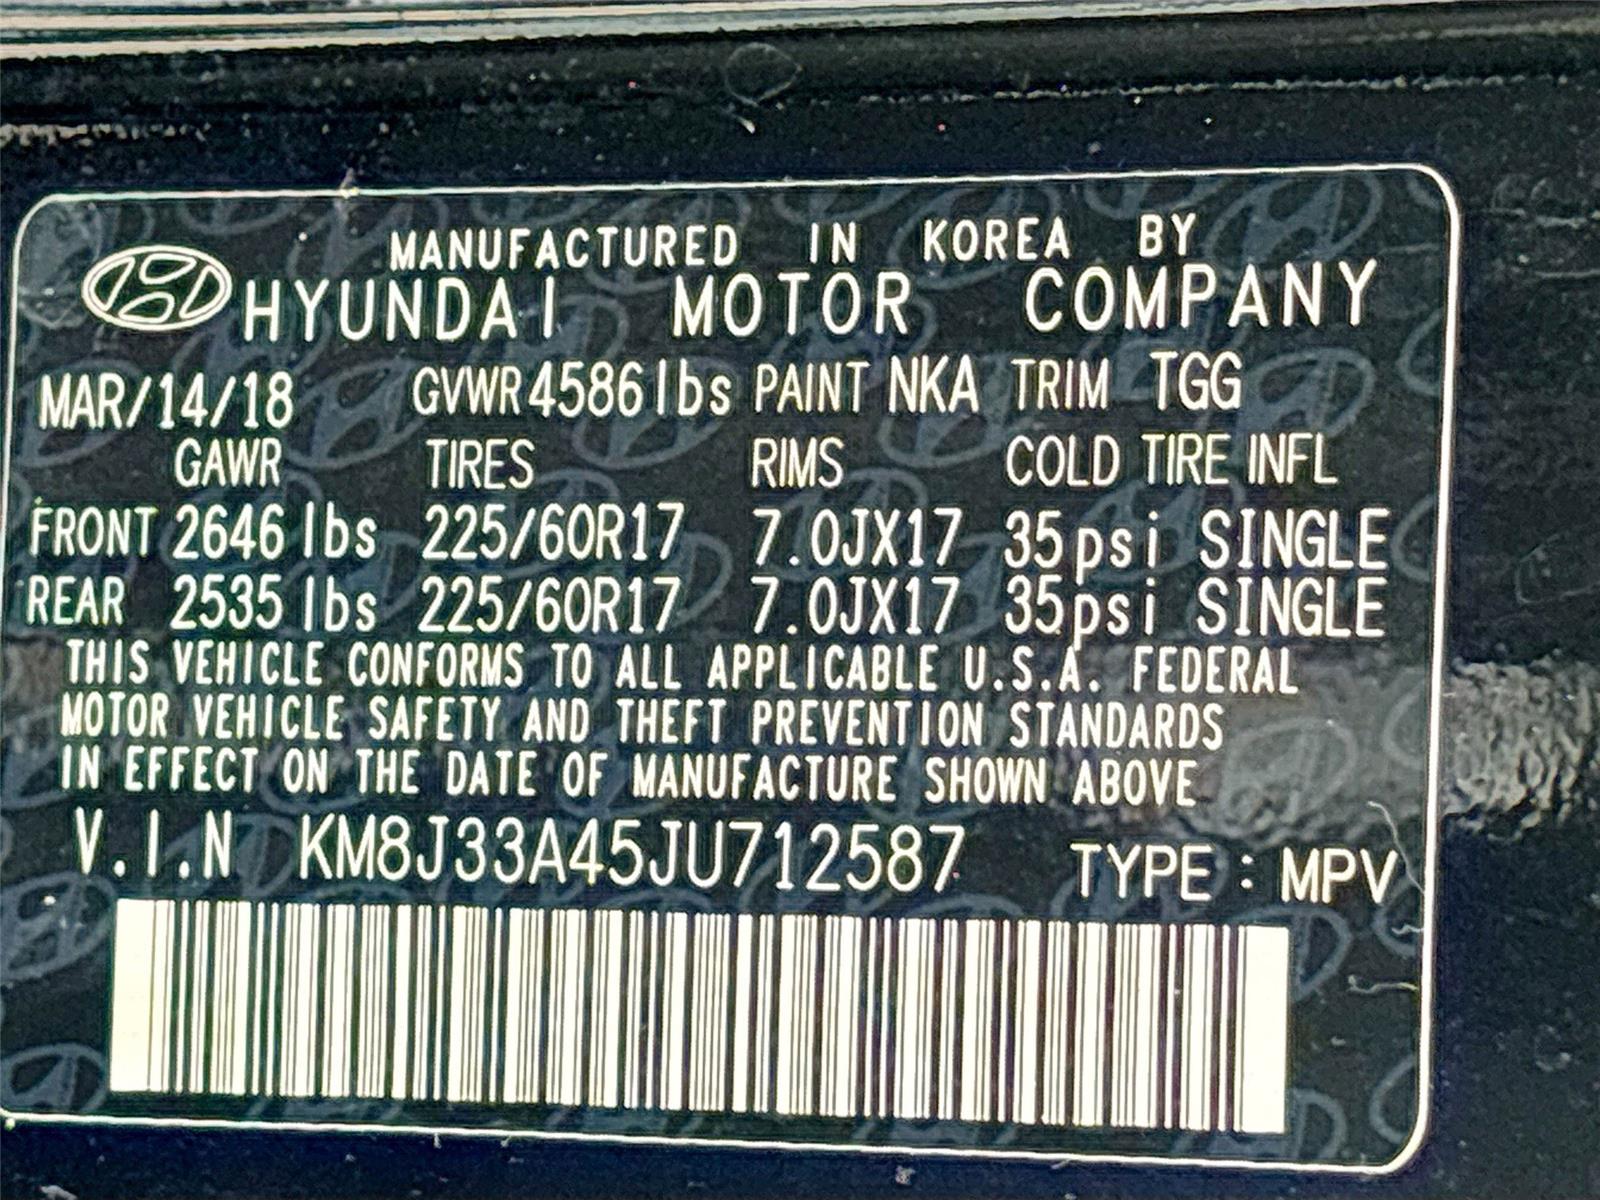 MANUFACTURED IN KOREA BY
HYUNDAI MOTOR COMPANY
MAR/14/18 GVWR 4586 lbs PAINT NKA TRIM TGG
GAWR TIRES RIMS COLD TIRE INFL
FRONT 2646 lbs 225/60R17 7.0JX17 35psi SINGLE
REAR 2535 lbs 225/60R17 7.0JX17 35psi SINGLE
THIS VEHICLE CONFORMS TO ALL APPLICABLE U.S.A. FEDERAL
MOTOR VEHICLE SAFETY AND THEFT PREVENTION STANDARDS
IN EFFECT ON THE DATE OF MANUFACTURE SHOWN ABOVE
V.I.N KM8J33A45JU712587 TYPE : MPV